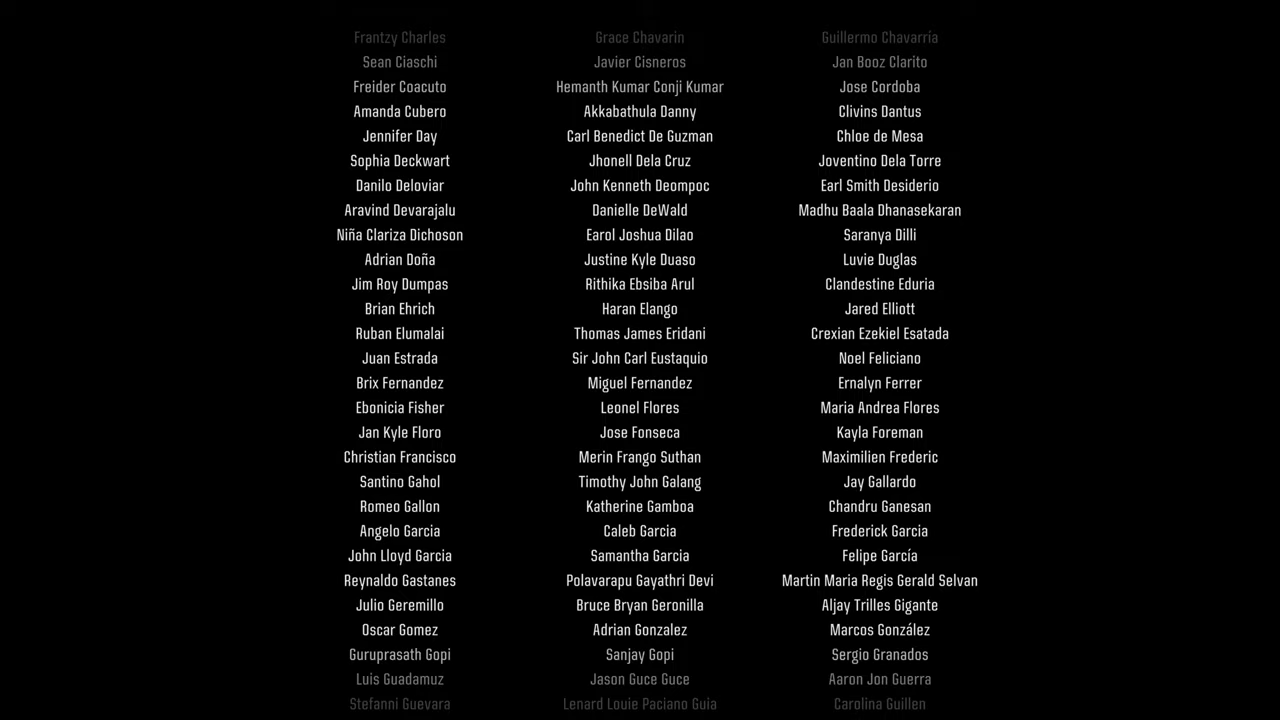 Frantzy Charles Grace Chavarin Guillermo Chavarría
Sean Ciaschi Javier Cisneros Jan Booz Clarito
Freider Coacuto Hemanth Kumar Conji Kumar Jose Cordoba
Amanda Cubero Akkabathula Danny Clivins Dantus
Jennifer Day Carl Benedict De Guzman Chloe de Mesa
Sophia Deckwart Jhonell Dela Cruz Joventino Dela Torre
Danilo Deloviar John Kenneth Deompoc Earl Smith Desiderio
Aravind Devarajalu Danielle DeWald Madhu Baala Dhanasekaran
Niña Clariza Dichoson Earol Joshua Dilao Saranya Dilli
Adrian Doña Justine Kyle Duaso Luvie Duglas
Jim Roy Dumpas Rithika Ebsiba Arul Clandestine Eduria
Brian Ehrich Haran Elango Jared Elliott
Ruban Elumalai Thomas James Eridani Crexian Ezekiel Esatada
Juan Estrada Sir John Carl Eustaquio Noel Feliciano
Brix Fernandez Miguel Fernandez Ernalyn Ferrer
Ebonicia Fisher Leonel Flores Maria Andrea Flores
Jan Kyle Floro Jose Fonseca Kayla Foreman
Christian Francisco Merin Frango Suthan Maximilien Frederic
Santino Gahol Timothy John Galang Jay Gallardo
Romeo Gallon Katherine Gamboa Chandru Ganesan
Angelo Garcia Caleb Garcia Frederick Garcia
John Lloyd Garcia Samantha Garcia Felipe García
Reynaldo Gastanes Polavarapu Gayathri Devi Martin Maria Regis Gerald Selvan
Julio Geremillo Bruce Bryan Geronilla Aljay Trilles Gigante
Oscar Gomez Adrian Gonzalez Marcos González
Guruprasath Gopi Sanjay Gopi Sergio Granados
Luis Guadamuz Jason Guce Guce Aaron Jon Guerra
Stefanní Guevara Lenard Louie Paciano Guia Carolina Guillen